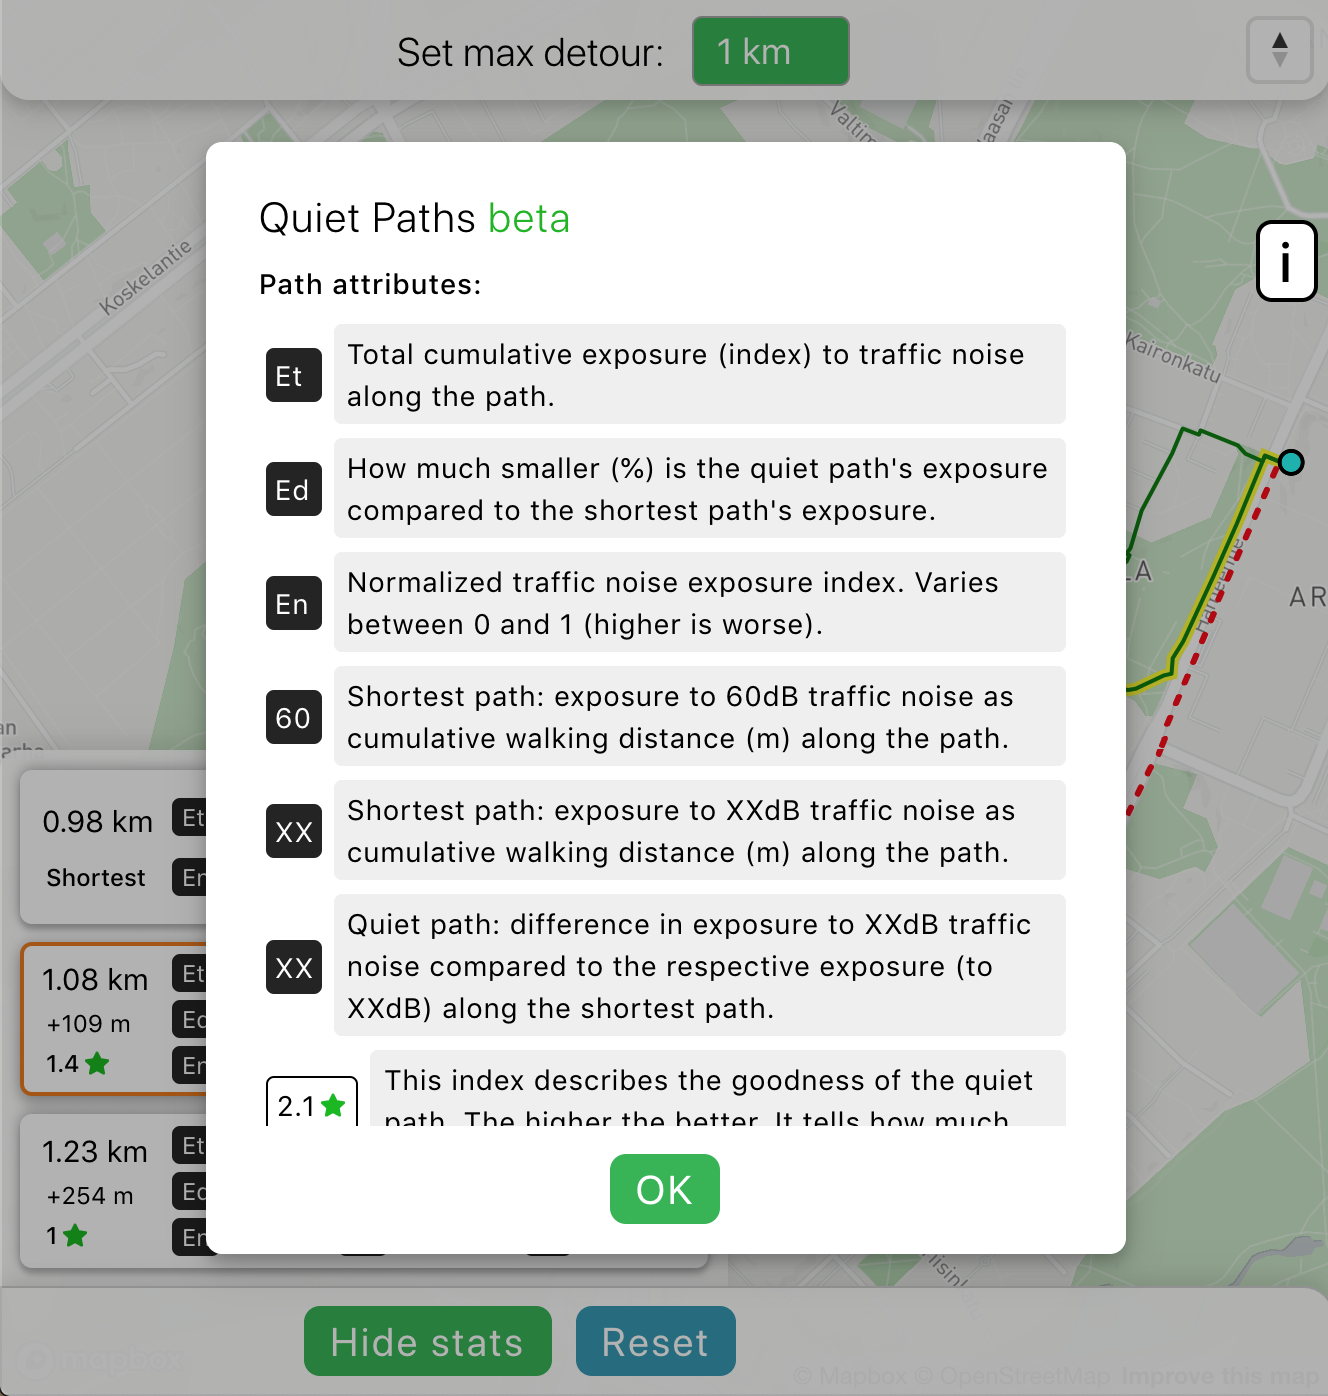 Set max detour: 1 km
Valtim
aasan
Koskelantie
Kaironkatu
LA
Hämeentie
AR
an
arha
i
Quiet Paths beta
Path attributes:
Et Total cumulative exposure (index) to traffic noise
along the path.
Ed How much smaller (%) is the quiet path's exposure
compared to the shortest path's exposure.
En Normalized traffic noise exposure index. Varies
between 0 and 1 (higher is worse).
60 Shortest path: exposure to 60dB traffic noise as
cumulative walking distance (m) along the path.
XX Shortest path: exposure to XXdB traffic noise as
cumulative walking distance (m) along the path.
XX Quiet path: difference in exposure to XXdB traffic
noise compared to the respective exposure (to
XXdB) along the shortest path.
2.1 This index describes the goodness of the quiet
path. The higher the better. It tells how much
OK
0.98 km Et
Shortest En
1.08 km Et
+109 m Ed
1.4 En
1.23 km Et
+254 m Ed
1 En
Hide stats Reset
mapbox
© Mapbox © OpenStreetMap Improve this map